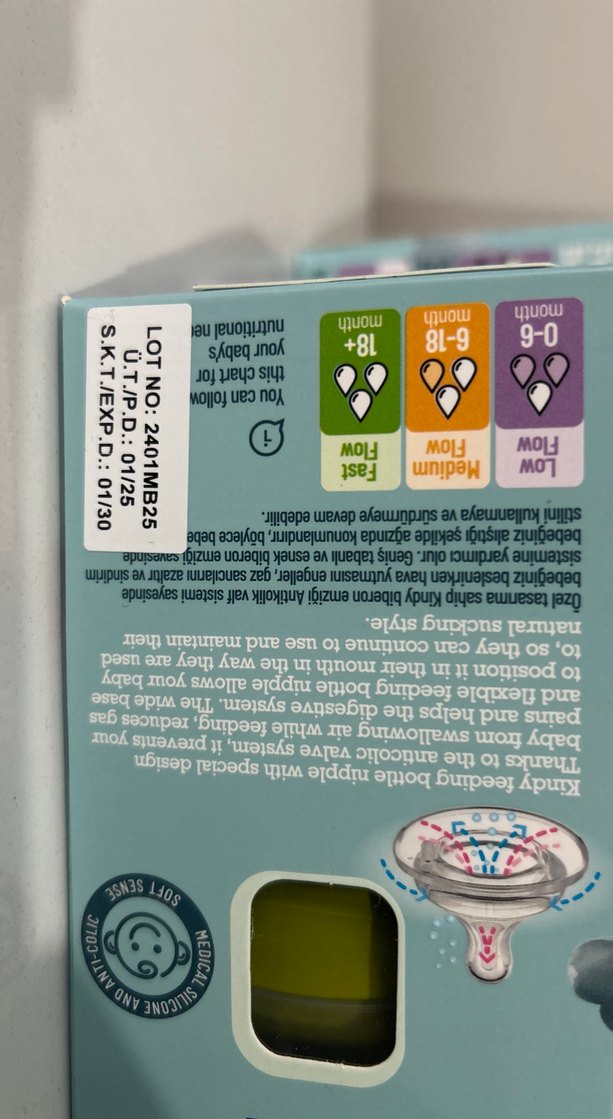 MEDICAL SILICONE AND ANTI-COLIC
SOFT SENSE
Kindy feeding bottle nipple with special design
Thanks to the anticolic valve system, it prevents your
baby from swallowing air while feeding, reduces gas
pains and helps the digestive system. The wide base
and flexible feeding bottle nipple allows your baby
to position it in their mouth in the way they are used
to, so they can continue to use and maintain their
natural sucking style.
Özel tasarıma sahip Kindy biberon emziği Antikolik valf sistemi sayesinde
bebeğiniz beslenirken hava yutmasını engeller, gaz sancılarını azaltır ve sindirim
sistemine yardımcı olur. Geniş tabanlı ve esnek biberon emziği sayesinde
bebeğiniz alıştığı şekilde ağzında konumlandırır, böylece bebe
stilini kullanmaya ve sürdürmeye devam edebilir.
Low
Flow
0-6
month
Medium
Flow
6-18
month
Fast
Flow
18+
month
i
You can follow
this chart for
your baby's
nutritional
LOT NO: 2401MB25
Ü.T./P.D.: 01/25
S.K.T./EXP.D.: 01/30